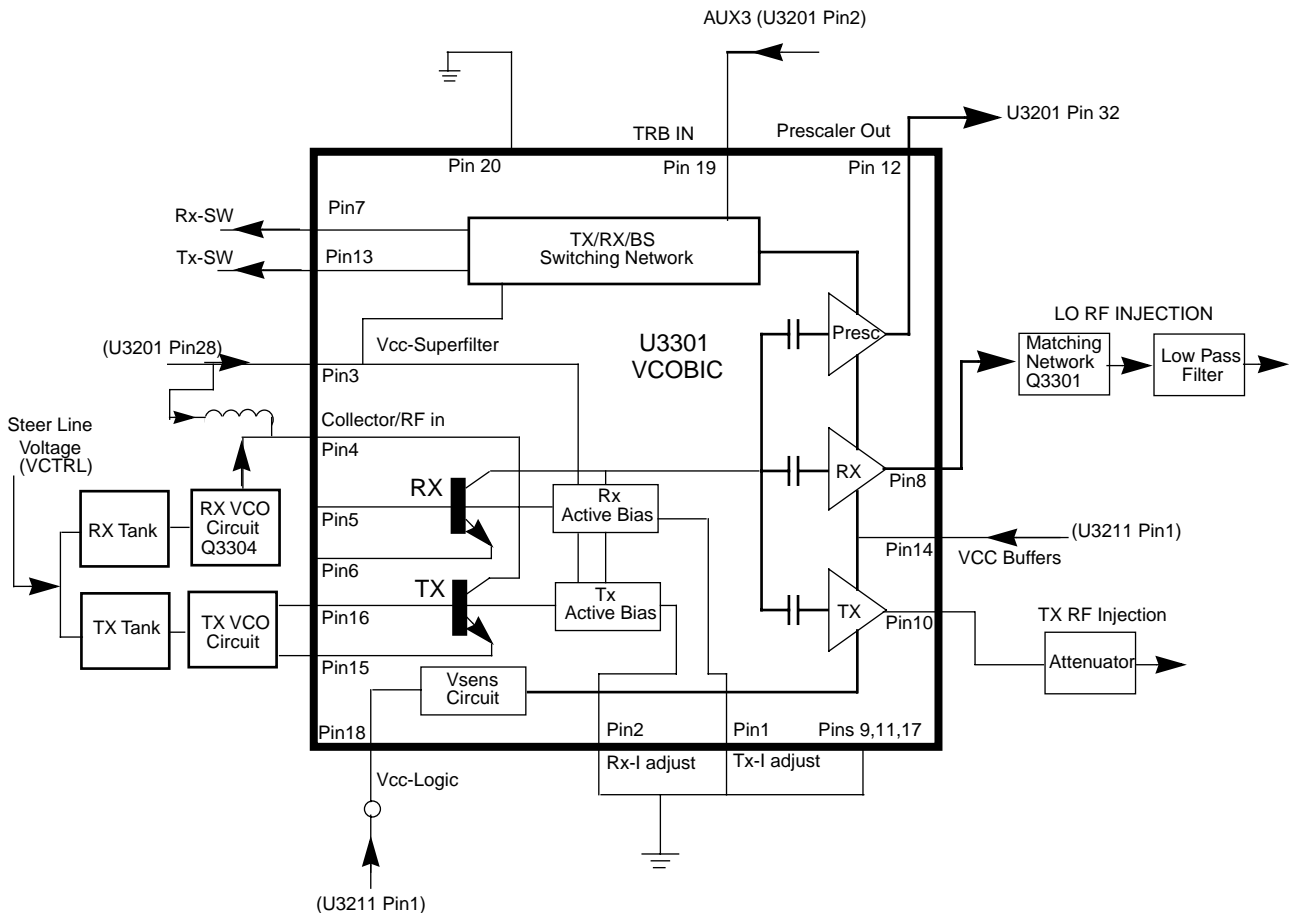 AUX3 (U3201 Pin2)
U3201 Pin 32
TRB IN
Prescaler Out
Pin 20
Pin 19
Pin 12
Rx-SW
Pin7
Tx-SW
Pin13
TX/RX/BS
Switching Network
(U3201 Pin28)
Vcc-Superfilter
Pin3
U3301
VCOBIC
Presc
LO RF INJECTION
Matching
Network
Q3301
Low Pass
Filter
Steer Line
Voltage
(VCTRL)
Collector/RF in
Pin4
RX
Rx
Active Bias
RX
Pin8
RX Tank
RX VCO
Circuit
Q3304
Pin5
Pin6
(U3211 Pin1)
Pin14
VCC Buffers
TX
Tx
Active Bias
TX
Pin10
TX Tank
TX VCO
Circuit
Pin16
Pin15
TX RF Injection
Attenuator
Vsens
Circuit
Pin18
Pin2
Pin1
Pins 9,11,17
Rx-I adjust
Tx-I adjust
Vcc-Logic
(U3211 Pin1)